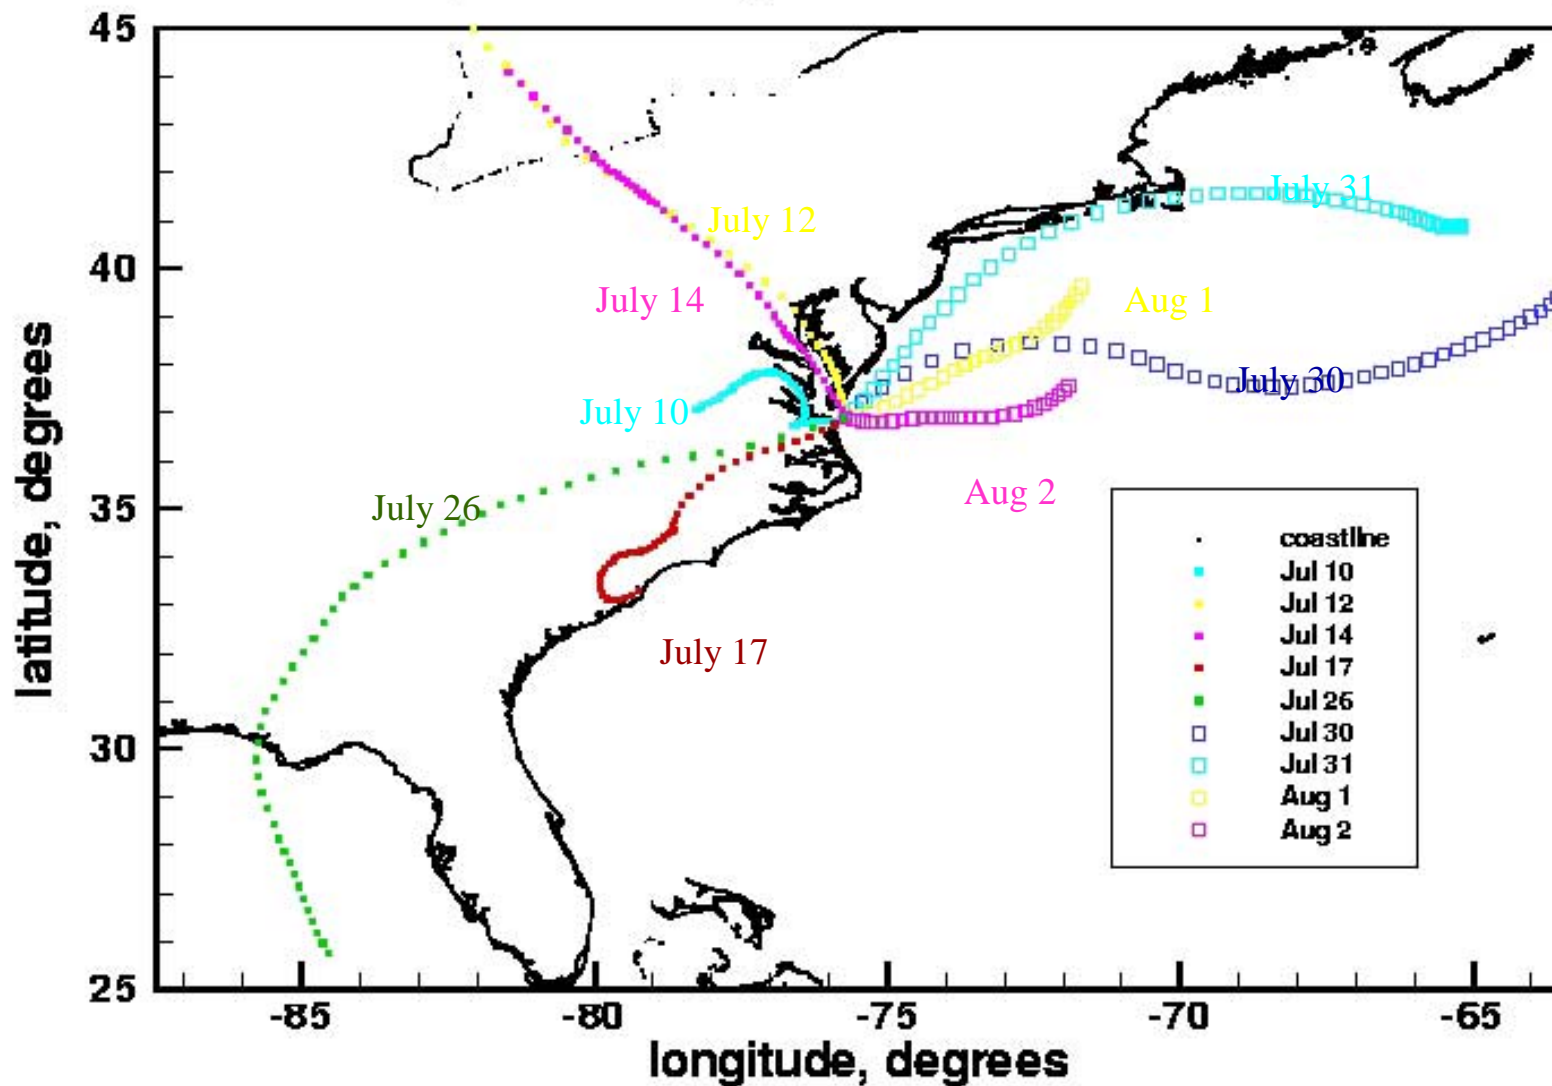 45
40
35
30
25
latitude, degrees
-85
-80
-75
-70
-65
longitude, degrees
July 12
July 14
July 10
July 26
July 17
July 31
Aug 1
July 30
Aug 2
coastline
Jul 10
Jul 12
Jul 14
Jul 17
Jul 26
Jul 30
Jul 31
Aug 1
Aug 2